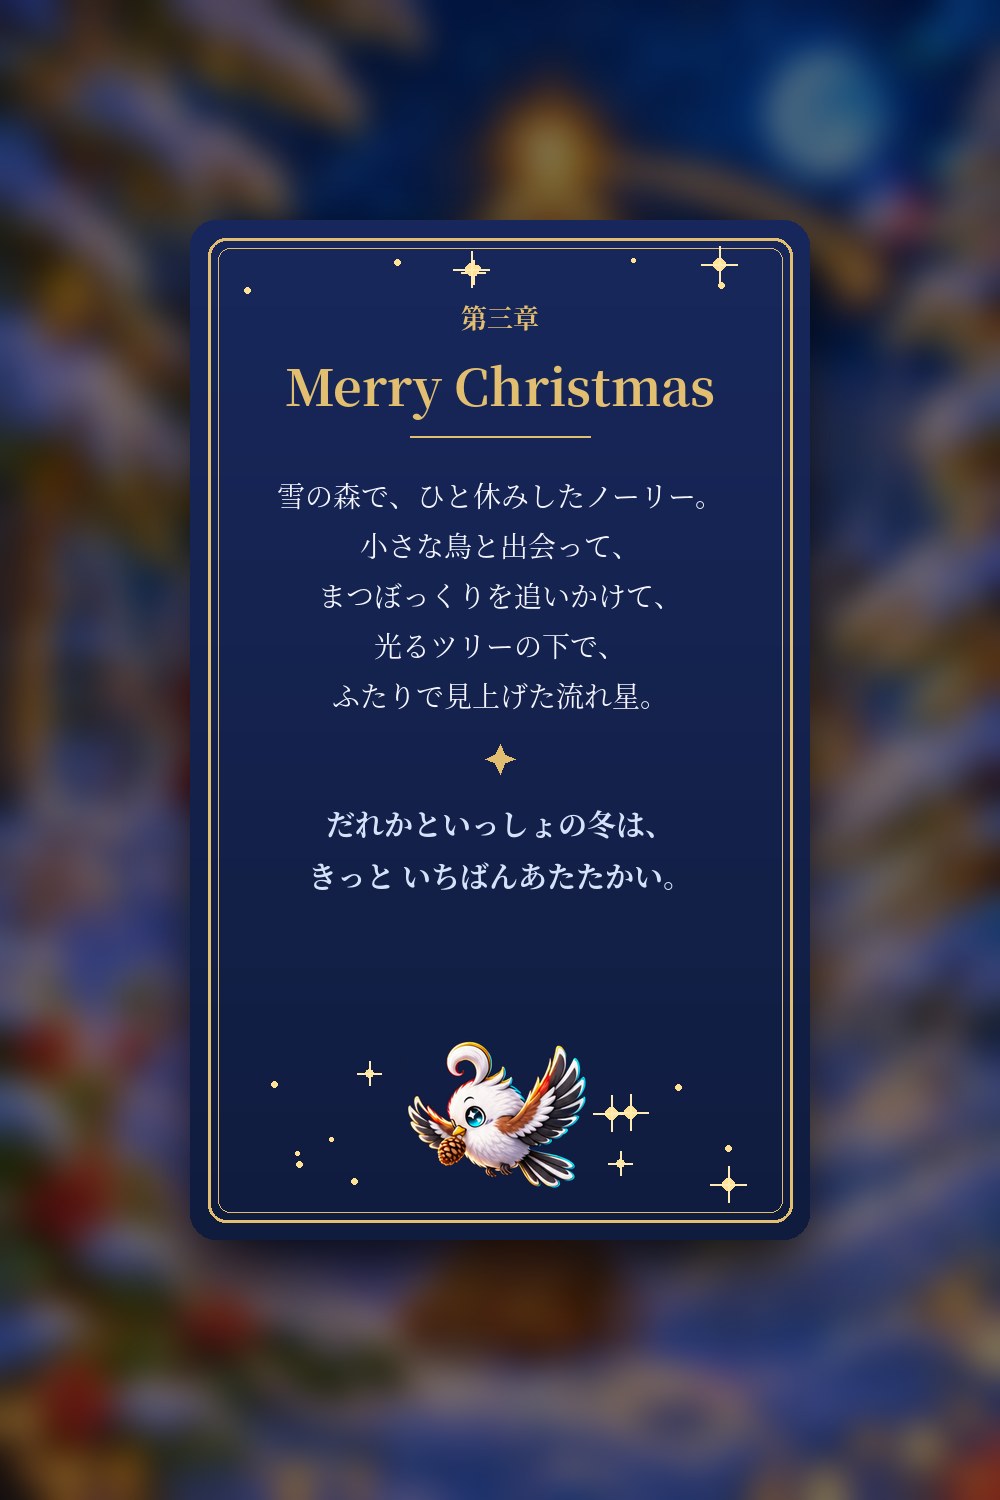 第三章
Merry Christmas
雪の森で、ひと休みしたノーリー。
小さな鳥と出会って、
まつぼっくりを追いかけて、
光るツリーの下で、
ふたりで見上げた流れ星。
だれかといっしょの冬は、
きっと いちばんあたたかい。